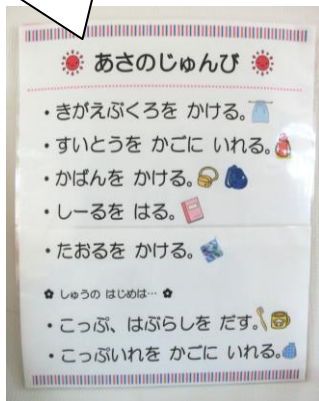 あさのじゅんび
・きがえぶくろを かける。
・すいとうを かごに いれる。
・かばんを かける。
・しーるを はる。
・たおるを かける。
✿ しゅうの はじめは… ✿
・こっぷ、はぶらしを だす。
・こっぷいれを かごに いれる。